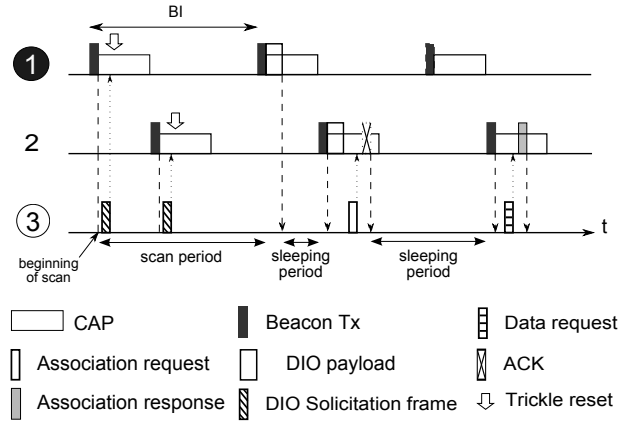 BI
1
2
3
t
beginning
of scan
scan period
sleeping
period
sleeping
period
CAP
Beacon Tx
Data request
Association request
DIO payload
ACK
Association response
DIO Solicitation frame
Trickle reset